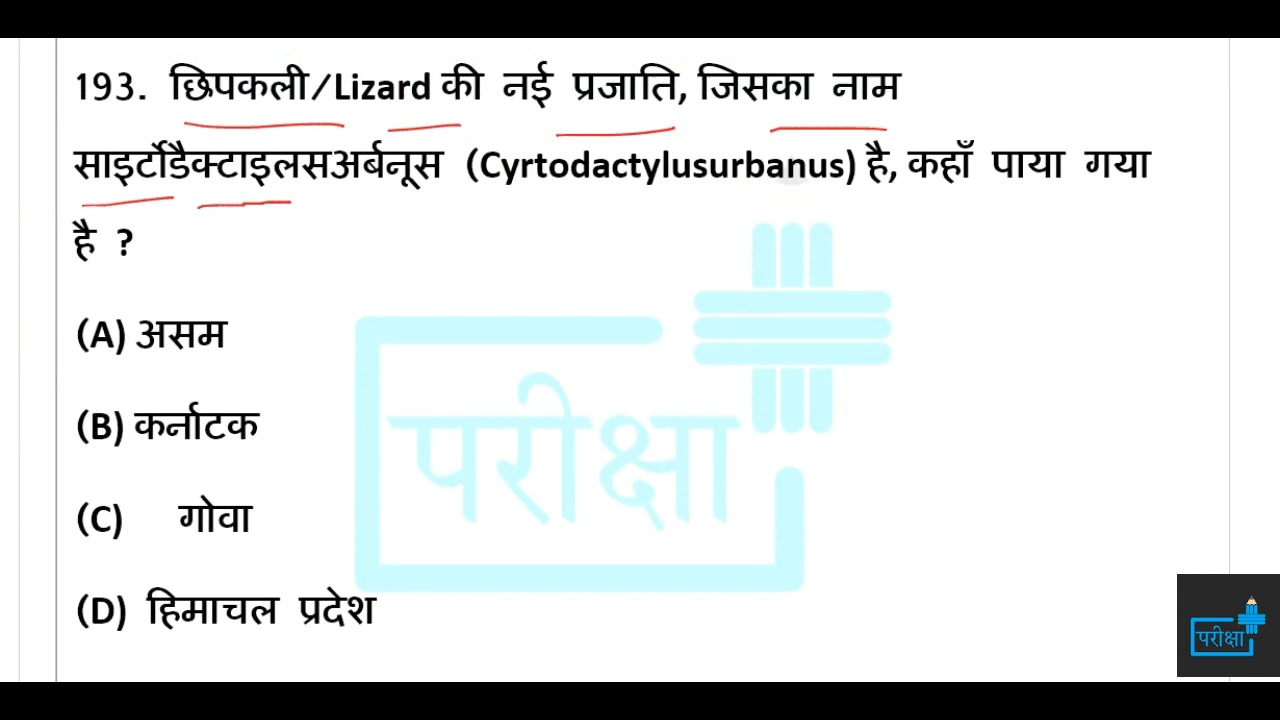 193. छिपकली/Lizard की नई प्रजाति, जिसका नाम
साइर्टोडैक्टाइलसअर्बनूस (Cyrtodactylusurbanus) है, कहाँ पाया गया
है ?
(A) असम
(B) कर्नाटक
(C) गोवा
(D) हिमाचल प्रदेश
परीक्षा
परीक्षा